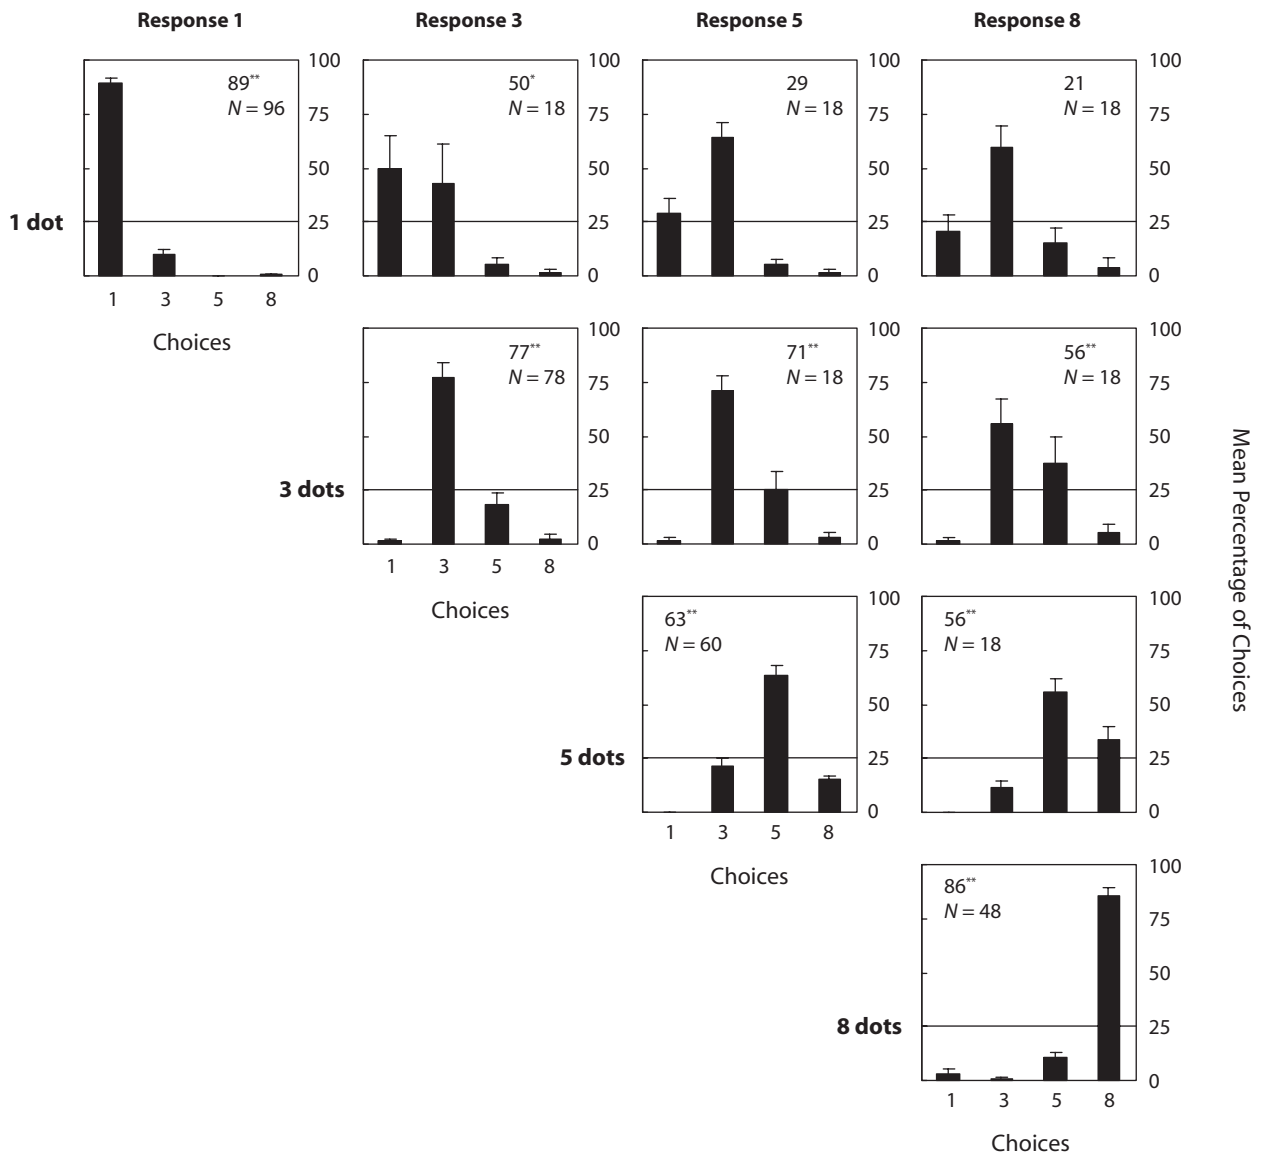 Response 1
Response 3
Response 5
Response 8
100
75
50
25
0
89**
N = 96
100
75
50
25
0
50*
N = 18
100
75
50
25
0
29
N = 18
100
75
50
25
0
21
N = 18
1 dot
1 3 5 8
Choices
100
75
50
25
0
77**
N = 78
100
75
50
25
0
71**
N = 18
100
75
50
25
0
56**
N = 18
3 dots
1 3 5 8
Choices
Mean Percentage of Choices
100
75
50
25
0
63**
N = 60
100
75
50
25
0
56**
N = 18
5 dots
1 3 5 8
Choices
100
75
50
25
0
86**
N = 48
8 dots
1 3 5 8
Choices